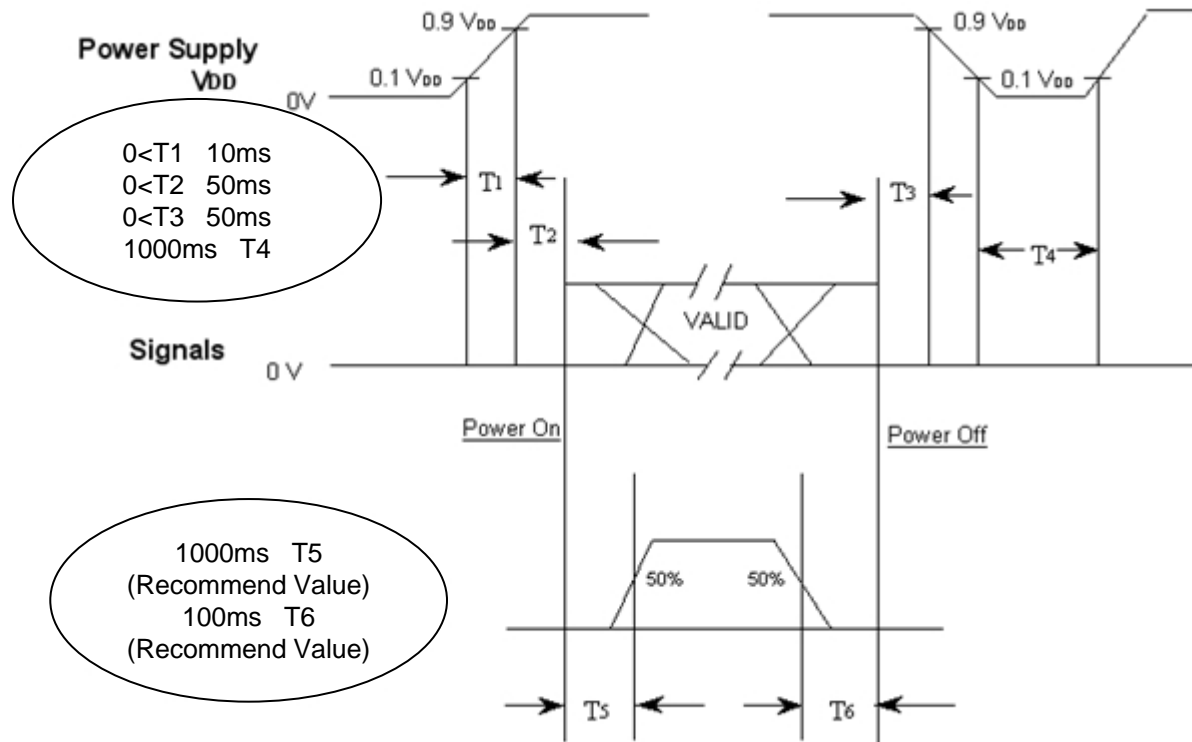 0.9 VDD
0.9 VDD
Power Supply
VDD
0.1 VDD
0.1 VDD
0V
0<T1 10ms
0<T2 50ms
0<T3 50ms
1000ms T4
T1
T3
T2
T4
VALID
Signals
0 V
Power On
Power Off
1000ms T5
(Recommend Value)
100ms T6
(Recommend Value)
50%
50%
T5
T6